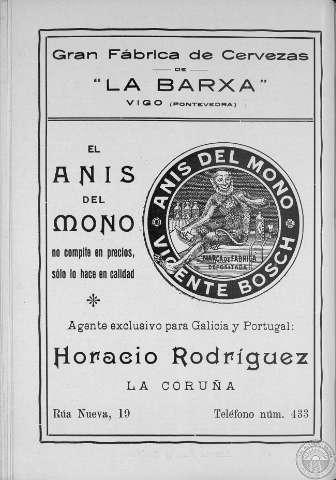 Gran Fábrica de Cervezas
DE
"LA BARXA"
VIGO (PONTEVEDRA)
EL
ANIS
DEL
MONO
no compite en precios,
sólo lo hace en calidad
ANIS DEL MONO
MARCA DE FABRICA
DEPOSITADA
VICENTE BOSCH
Agente exclusivo para Galicia y Portugal:
Horacio Rodríguez
LA CORUÑA
Rúa Nueva, 19 Teléfono núm. 433